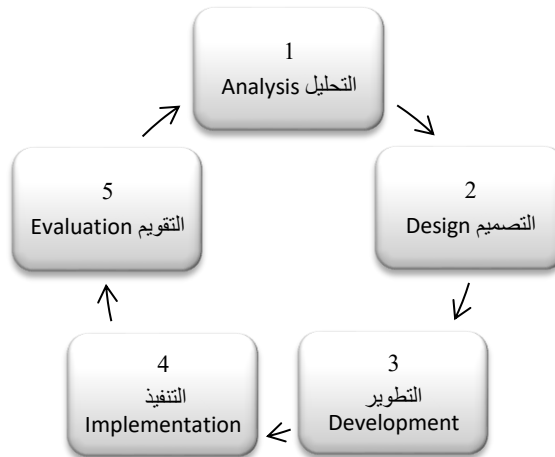 1
التحليل Analysis
2
التصميم Design
3
التطوير
Development
4
التنفيذ
Implementation
5
التقويم Evaluation